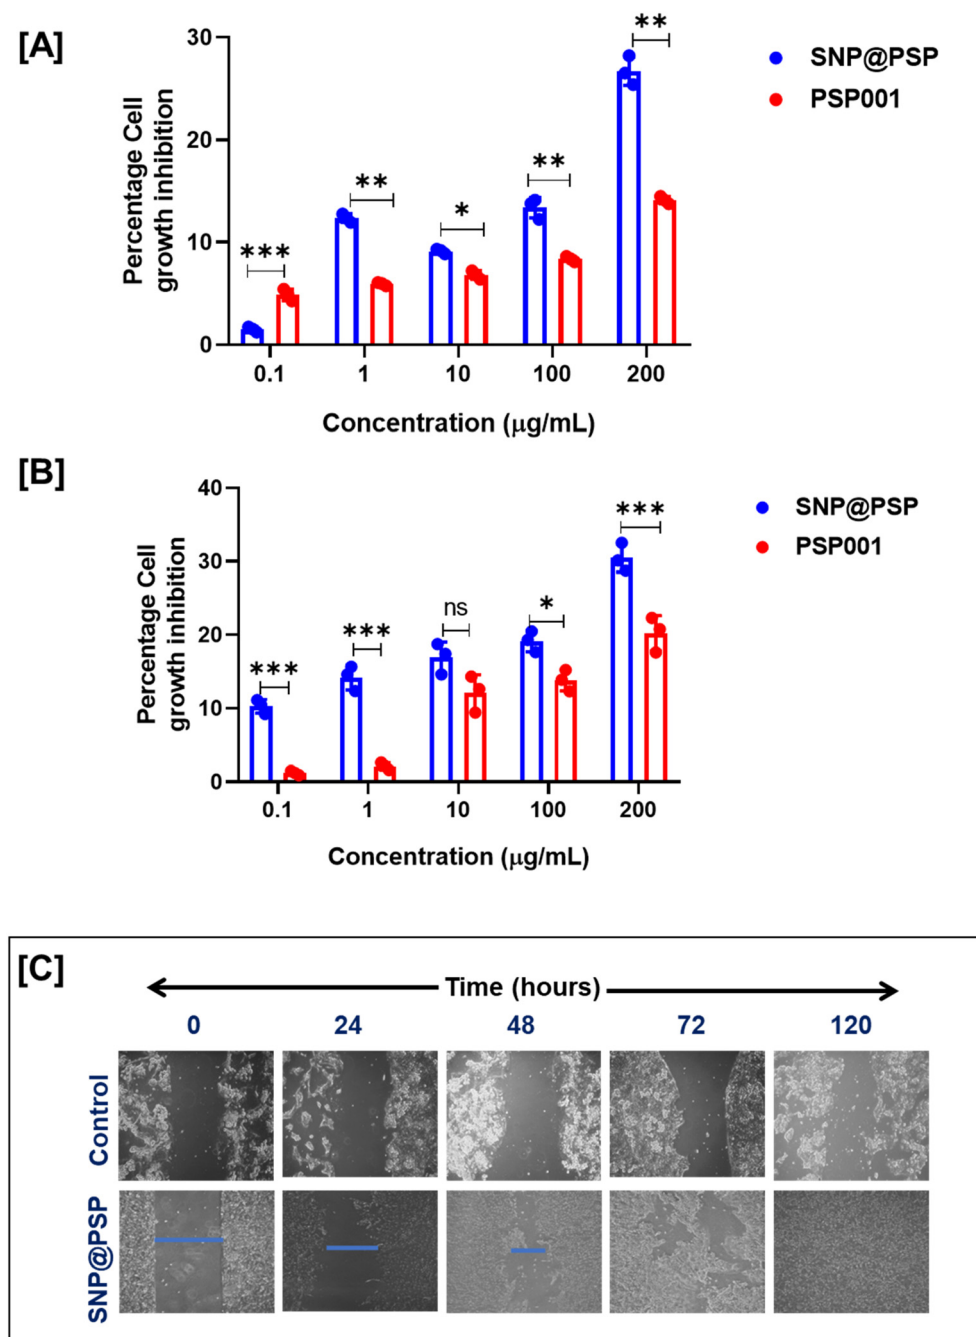 [A]
30
20
10
0
Percentage Cell
growth inhibition
***
**
*
**
**
SNP@PSP
PSP001
0.1 1 10 100 200
Concentration (μg/mL)
[B]
40
30
20
10
0
Percentage Cell
growth inhibition
***
***
ns
*
***
SNP@PSP
PSP001
0.1 1 10 100 200
Concentration (μg/mL)
[C]
Time (hours)
0 24 48 72 120
Control
SNP@PSP